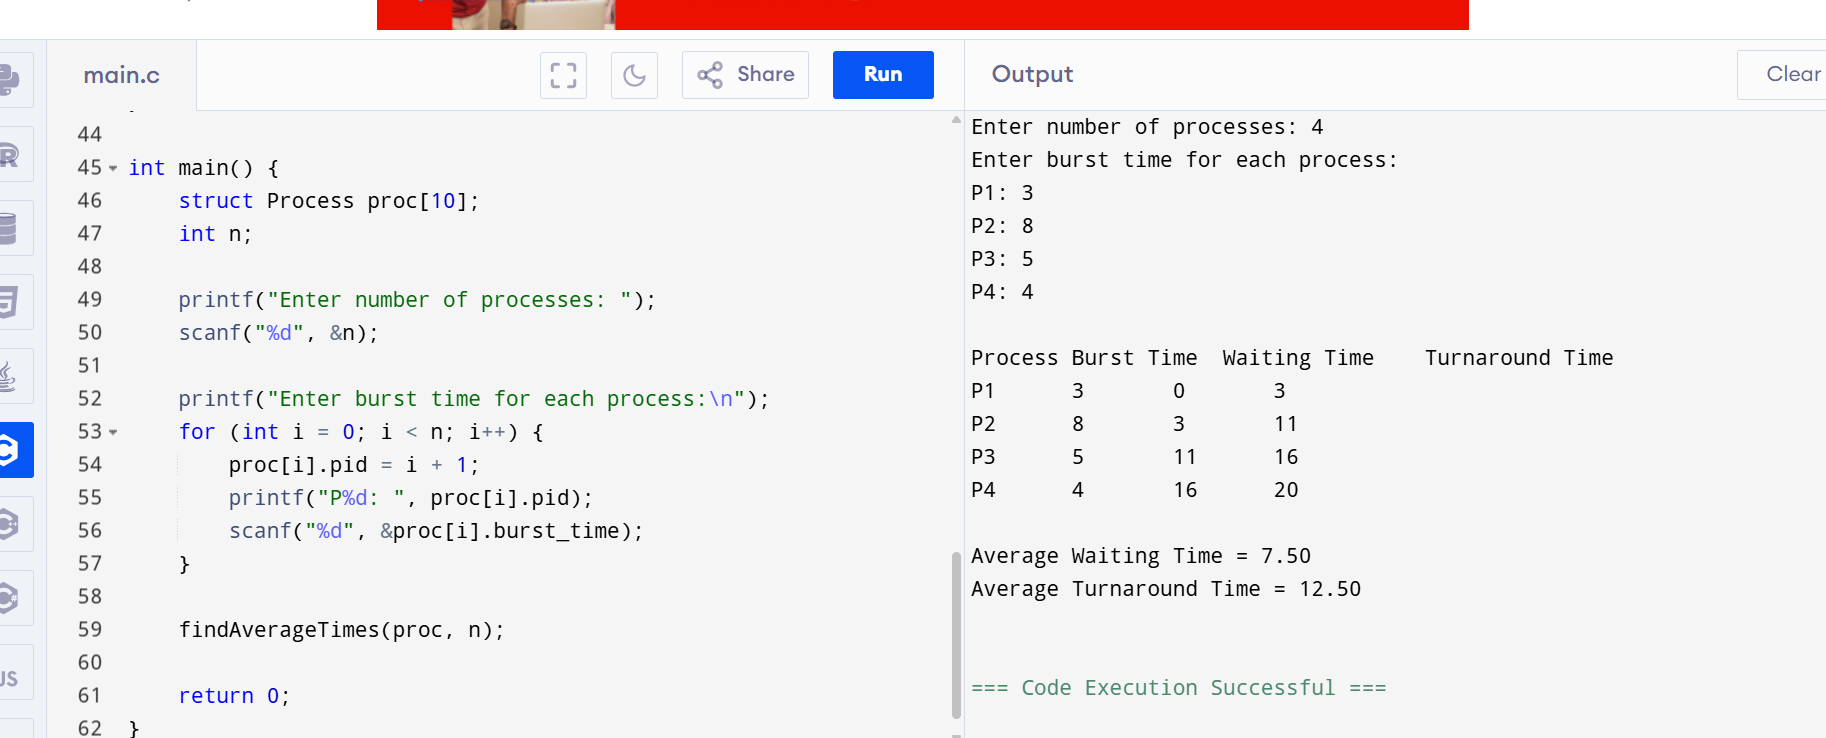 main.c
Share
Run
Output
Clear
44
45 int main() {
46     struct Process proc[10];
47     int n;
48
49     printf("Enter number of processes: ");
50     scanf("%d", &n);
51
52     printf("Enter burst time for each process:\n");
53     for (int i = 0; i < n; i++) {
54         proc[i].pid = i + 1;
55         printf("P%d: ", proc[i].pid);
56         scanf("%d", &proc[i].burst_time);
57     }
58
59     findAverageTimes(proc, n);
60
61     return 0;
62 }
R
JS
Enter number of processes: 4
Enter burst time for each process:
P1: 3
P2: 8
P3: 5
P4: 4
Process Burst Time  Waiting Time    Turnaround Time
P1      3       0       3
P2      8       3       11
P3      5       11      16
P4      4       16      20
Average Waiting Time = 7.50
Average Turnaround Time = 12.50
=== Code Execution Successful ===